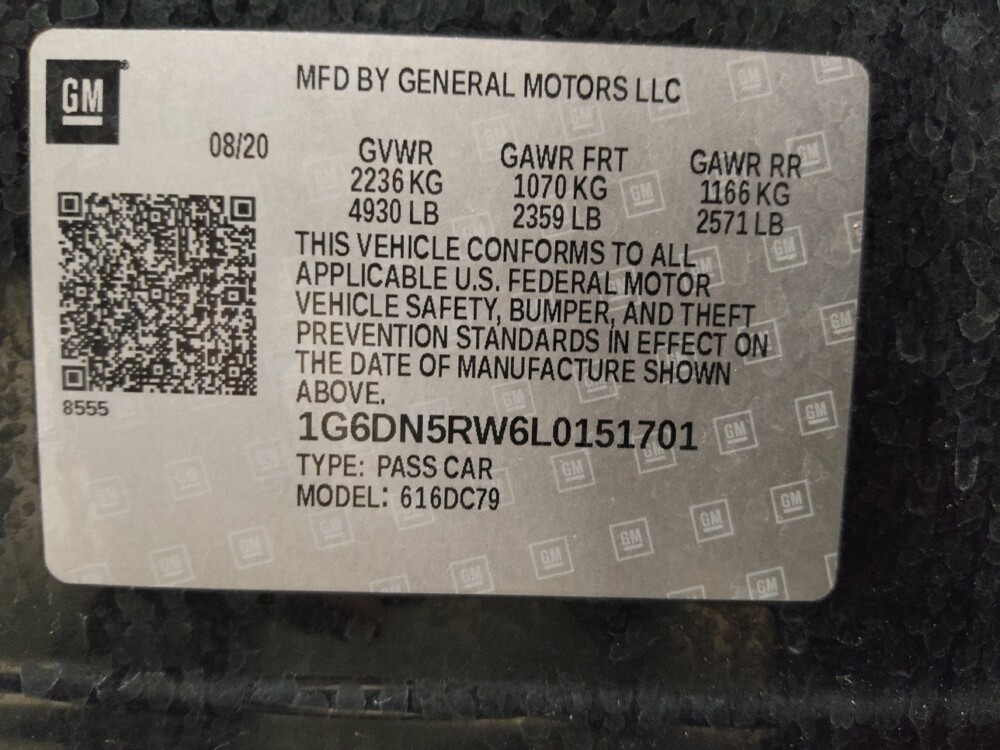 GM
MFD BY GENERAL MOTORS LLC
08/20
GVWR GAWR FRT GAWR RR
2236 KG 1070 KG 1166 KG
4930 LB 2359 LB 2571 LB
THIS VEHICLE CONFORMS TO ALL
APPLICABLE U.S. FEDERAL MOTOR
VEHICLE SAFETY, BUMPER, AND THEFT
PREVENTION STANDARDS IN EFFECT ON
THE DATE OF MANUFACTURE SHOWN
ABOVE.
8555
1G6DN5RW6L0151701
TYPE: PASS CAR
MODEL: 616DC79